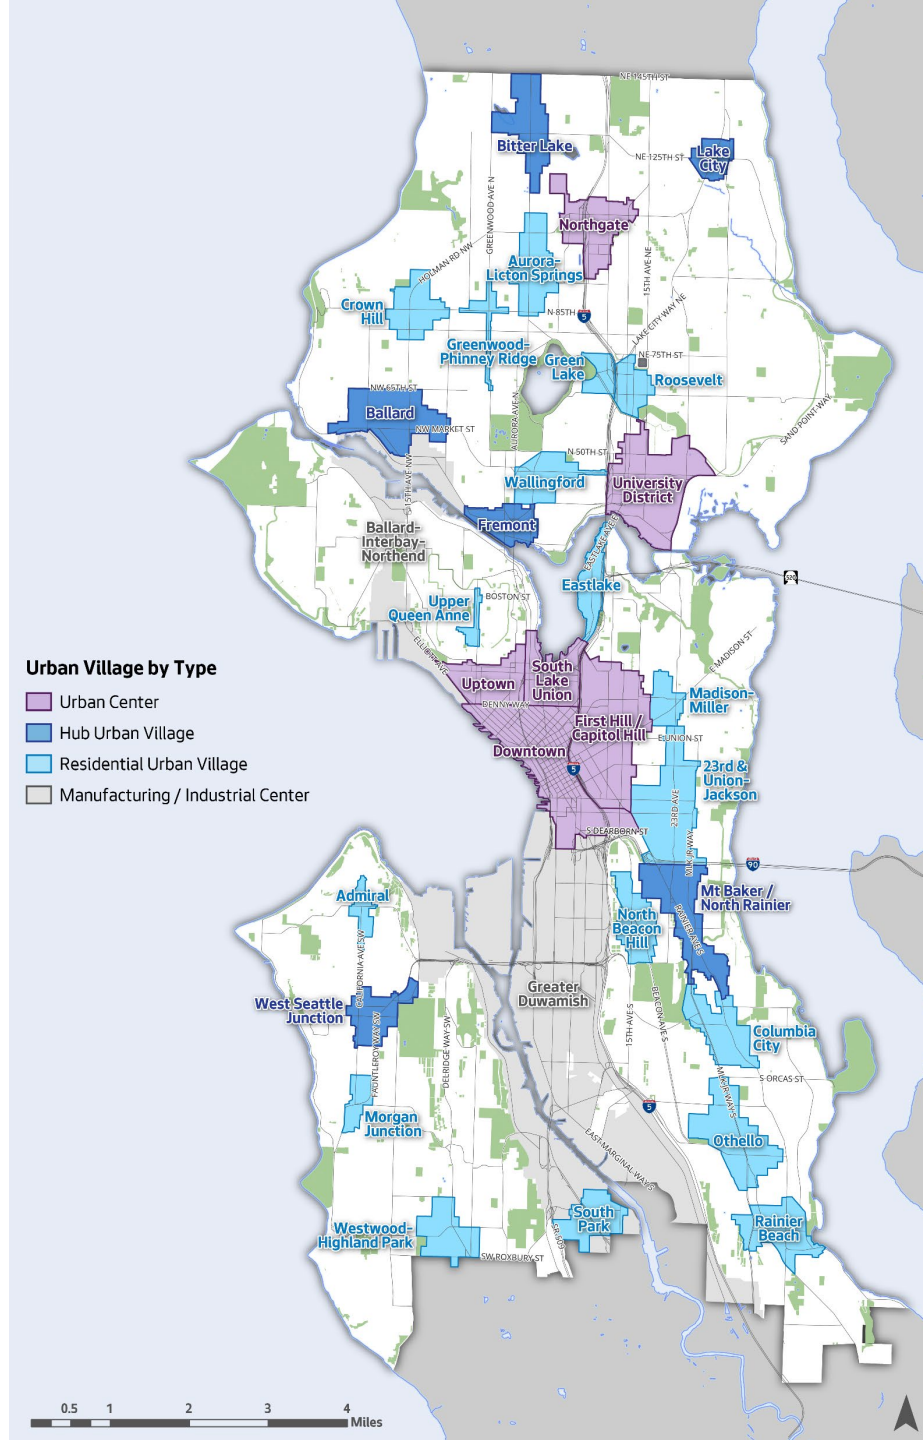 NE 145TH ST
Bitter Lake
NE 125TH ST
Lake
City
GREENWOOD AVE N
Northgate
HOLMAN RD NW
Aurora-
Licton Springs
15TH AVE NE
Crown
Hill
N 85TH
5
LAKE CITY WAY NE
Greenwood-
Phinney Ridge
Green
Lake
NE 75TH ST
Roosevelt
NW 65TH ST
Ballard
NW MARKET ST
AURORA AVE N
SAND POINT WAY
N 50TH ST
15TH AVE NW
Wallingford
University
District
Fremont
Ballard-
Interbay-
Northend
EASTLAKE AVE E
520
Eastlake
BOSTON ST
Upper
Queen Anne
ELLIOTT AVE
E MADISON ST
Urban Village by Type
Urban Center
Hub Urban Village
Residential Urban Village
Manufacturing / Industrial Center
Uptown
South
Lake
Union
DENNY WAY
Madison-
Miller
First Hill /
Capitol Hill
E UNION ST
Downtown
5
23rd &
Union-
Jackson
23RD AVE
S DEARBORN ST
MLK JR WAY
90
Mt Baker /
North Rainier
Admiral
North
Beacon
Hill
RAINIER AVE S
CALIFORNIA AVE SW
Greater
Duwamish
West Seattle
Junction
FAUNTLEROY WAY SW
DELRIDGE WAY SW
15TH AVE S
BEACON AVE S
Columbia
City
S ORCAS ST
MLK JR WAY S
5
Morgan
Junction
EAST MARGINAL WAY S
Othello
Westwood-
Highland Park
South
Park
Rainier
Beach
SR 509
SW ROXBURY ST
0.5 1 2 3 4
Miles